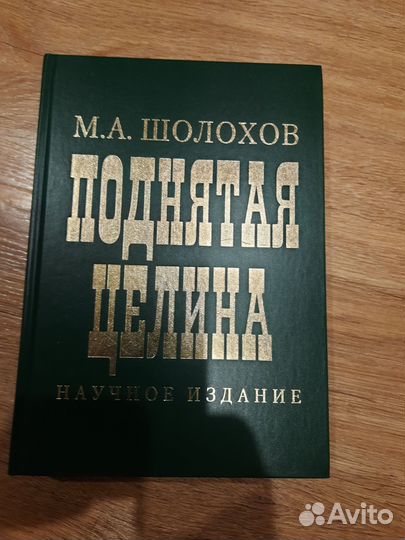 М.А. ШОЛОХОВ
ПОДНЯТАЯ
ЦЕЛИНА
НАУЧНОЕ ИЗДАНИЕ
Avito